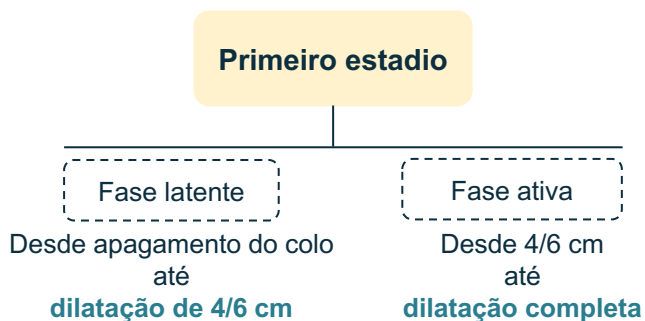 Primeiro estadio
Fase latente
Desde apagamento do colo
até
dilatação de 4/6 cm
Fase ativa
Desde 4/6 cm
até
dilatação completa